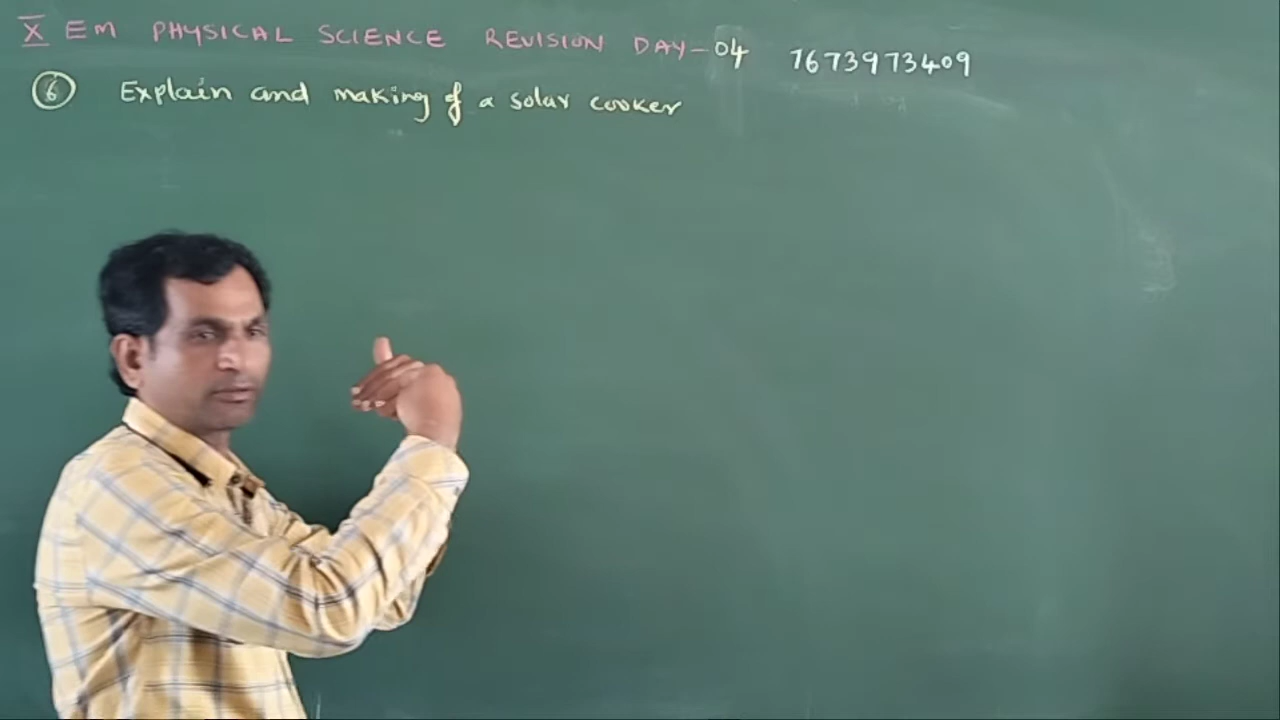 X EM PHYSICAL SCIENCE REVISION DAY-04 7673973409
6 Explain and making of a solar cooker